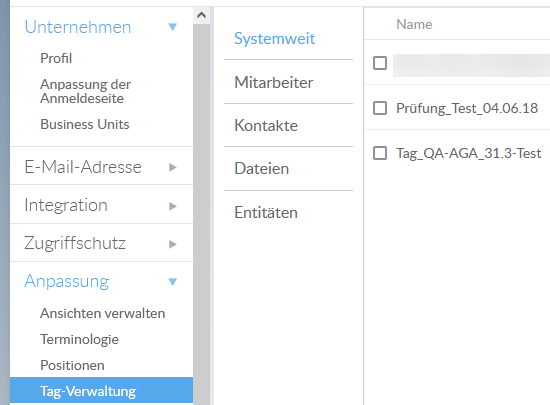 Unternehmen
Profil
Anpassung der
Anmeldeseite
Business Units
E-Mail-Adresse
Integration
Zugriffschutz
Anpassung
Ansichten verwalten
Terminologie
Positionen
Tag-Verwaltung
Systemweit
Mitarbeiter
Kontakte
Dateien
Entitäten
Name
Prüfung_Test_04.06.18
Tag_QA-AGA_31.3-Test